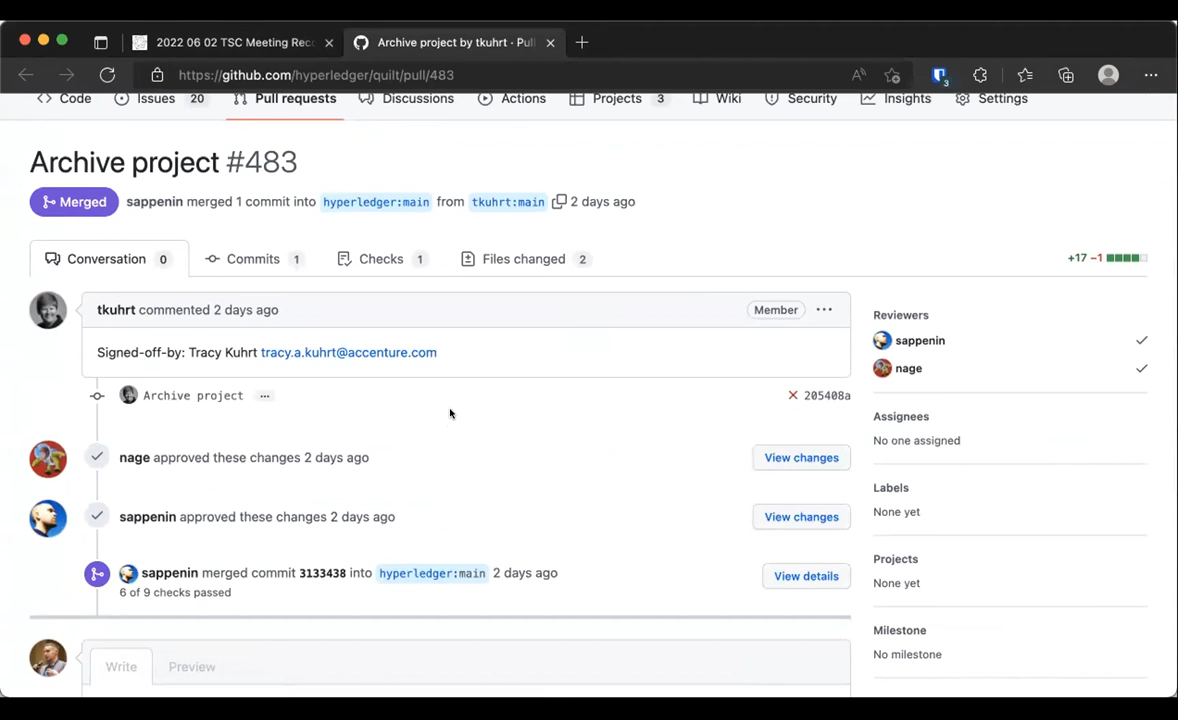 2022 06 02 TSC Meeting Rec
Archive project by tkuhrt · Pul
https://github.com/hyperledger/quilt/pull/483
3
Code
Issues 20
Pull requests
Discussions
Actions
Projects 3
Wiki
Security
Insights
Settings
Archive project #483
Merged
sappenin merged 1 commit into hyperledger:main from tkuhrt:main 2 days ago
Conversation 0
Commits 1
Checks 1
Files changed 2
+17 −1
tkuhrt commented 2 days ago
Member
Signed-off-by: Tracy Kuhrt tracy.a.kuhrt@accenture.com
Archive project
205408a
nage approved these changes 2 days ago
View changes
sappenin approved these changes 2 days ago
View changes
sappenin merged commit 3133438 into hyperledger:main 2 days ago
6 of 9 checks passed
View details
Write
Preview
Reviewers
sappenin
nage
Assignees
No one assigned
Labels
None yet
Projects
None yet
Milestone
No milestone